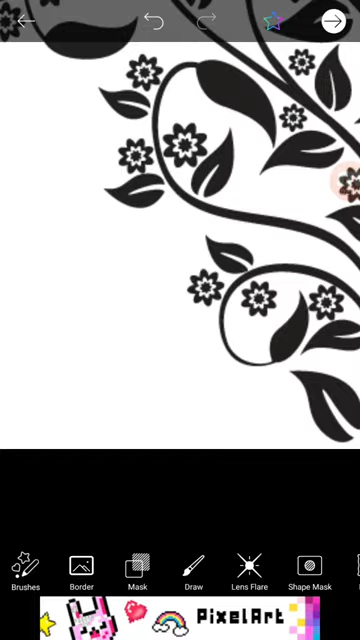 Brushes
Border
Mask
Draw
Lens Flare
Shape Mask
PixelArt